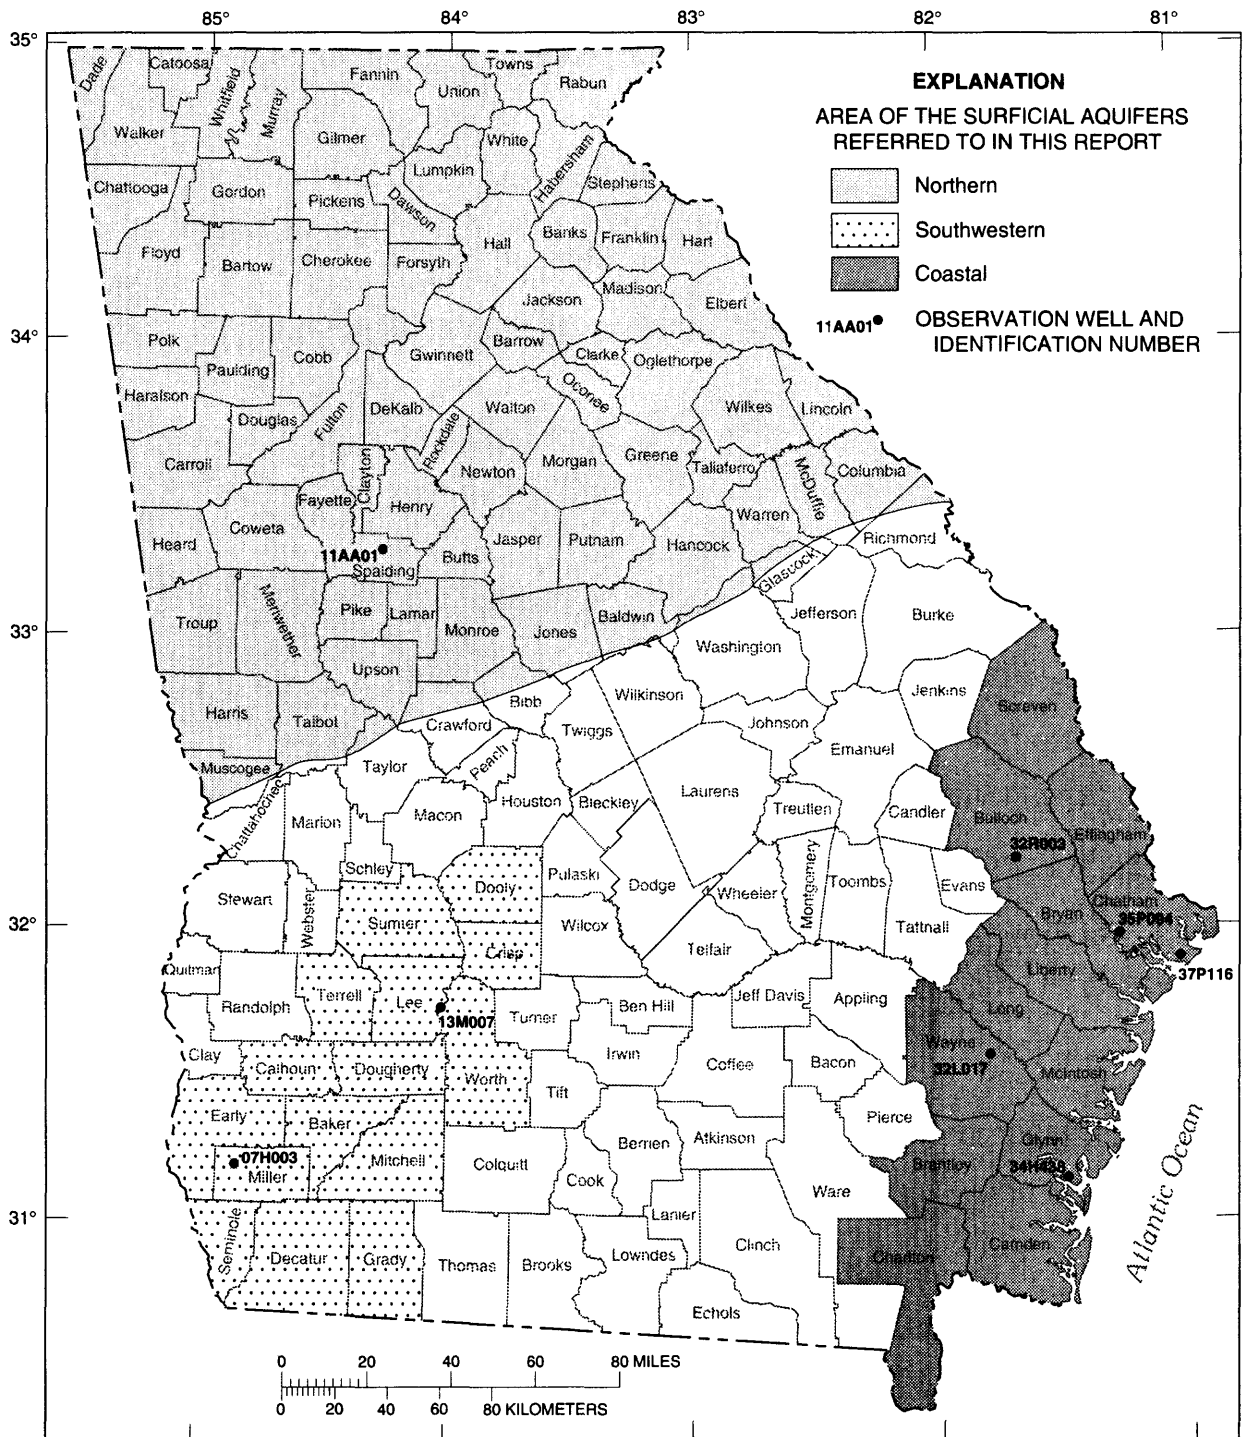 85° 84° 83° 82° 81°
35°
34°
33°
32°
31°
EXPLANATION
AREA OF THE SURFICIAL AQUIFERS
REFERRED TO IN THIS REPORT
Northern
Southwestern
Coastal
11AA01 OBSERVATION WELL AND
IDENTIFICATION NUMBER
Dade
Catoosa
Whitfield
Murray
Fannin
Union
Towns
Rabun
Walker
Gilmer
White
Habersham
Lumpkin
Stephens
Chattooga
Gordon
Pickens
Dawson
Floyd
Bartow
Cherokee
Forsyth
Hall
Banks
Franklin
Hart
Jackson
Madison
Elbert
Polk
Paulding
Cobb
Gwinnett
Barrow
Clarke
Oglethorpe
Oconee
Haralson
Douglas
Fulton
DeKalb
Rockdale
Walton
Wilkes
Lincoln
Carroll
Clayton
Newton
Morgan
Greene
Taliaferro
McDuffie
Columbia
Fayette
Henry
Coweta
Heard
11AA01
Spalding
Butts
Jasper
Putnam
Hancock
Warren
Richmond
Glascock
Troup
Meriwether
Pike
Lamar
Monroe
Jones
Baldwin
Washington
Jefferson
Burke
Upson
Harris
Talbot
Bibb
Wilkinson
Jenkins
Screven
Crawford
Twiggs
Johnson
Emanuel
Muscogee
Taylor
Peach
Houston
Bleckley
Laurens
Treutlen
Candler
Bulloch
Effingham
Chattahochee
Marion
Macon
Schley
Dooly
Pulaski
Dodge
Wheeler
Montgomery
Toombs
Evans
32R003
Stewart
Webster
Sumter
Crisp
Wilcox
Telfair
Tattnall
Bryan
Chatham
35P094
37P116
Quitman
Randolph
Terrell
Lee
13M007
Turner
Ben Hill
Jeff Davis
Appling
Liberty
Long
Wayne
32L017
McIntosh
Clay
Calhoun
Dougherty
Worth
Tift
Irwin
Coffee
Bacon
Early
Baker
Mitchell
Pierce
Berrien
Atkinson
Colquitt
Cook
Brantley
Glynn
34H438
07H003
Miller
Lanier
Ware
Seminole
Decatur
Grady
Thomas
Brooks
Lowndes
Clinch
Echols
Charlton
Camden
Atlantic Ocean
0 20 40 60 80 MILES
0 20 40 60 80 KILOMETERS